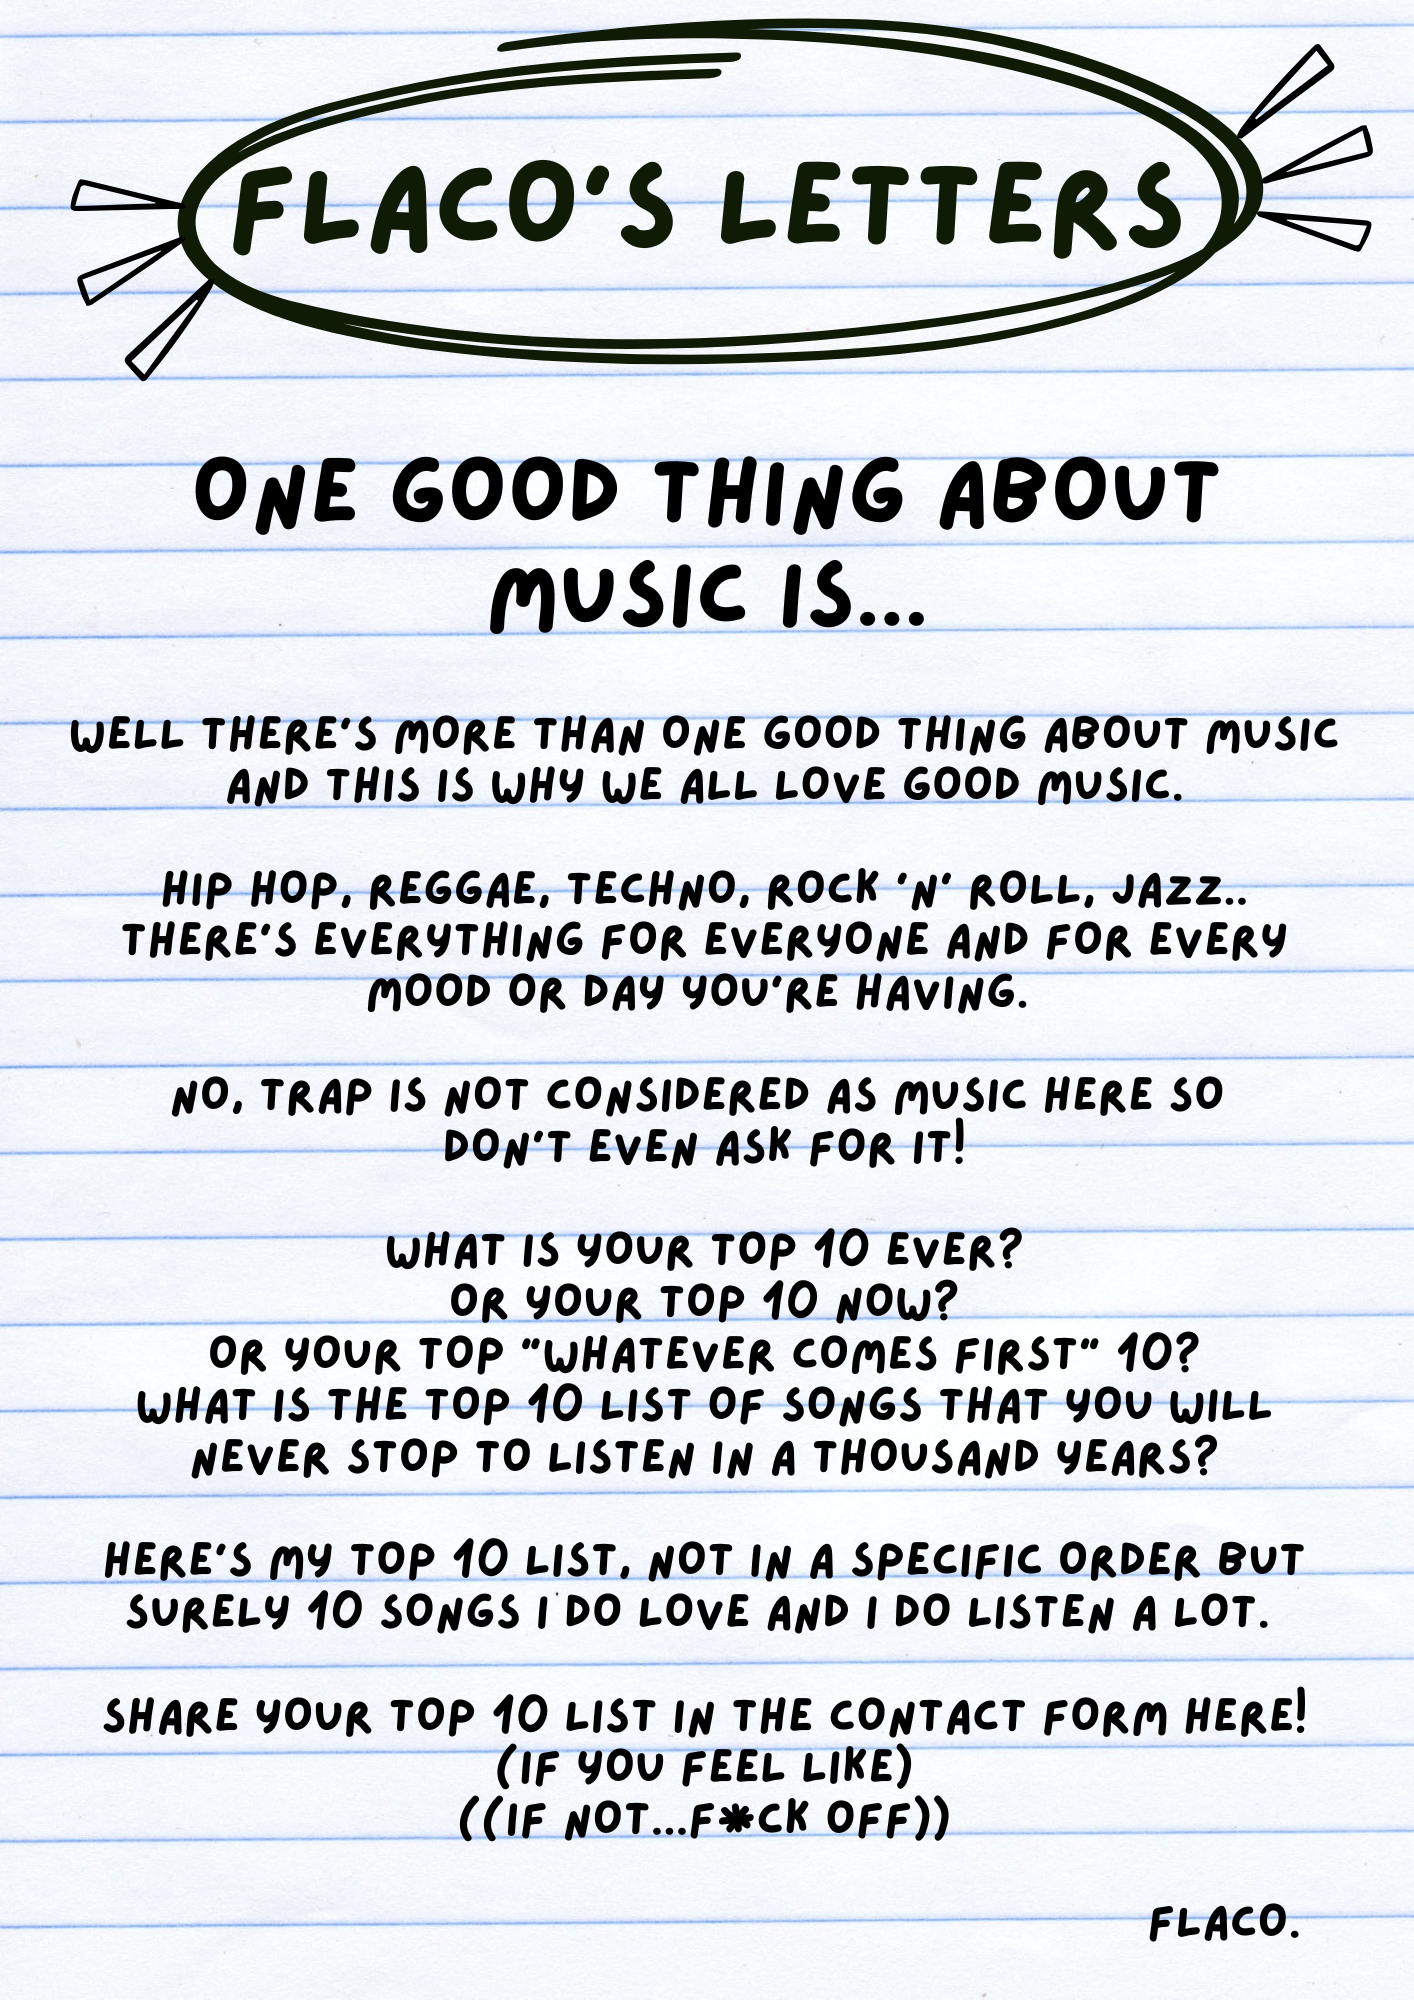 FLACO'S LETTERS
ONE GOOD THING ABOUT
MUSIC IS...
WELL THERE'S MORE THAN ONE GOOD THING ABOUT MUSIC
AND THIS IS WHY WE ALL LOVE GOOD MUSIC.
HIP HOP, REGGAE, TECHNO, ROCK 'N' ROLL, JAZZ..
THERE'S EVERYTHING FOR EVERYONE AND FOR EVERY
MOOD OR DAY YOU'RE HAVING.
NO, TRAP IS NOT CONSIDERED AS MUSIC HERE SO
DON'T EVEN ASK FOR IT!
WHAT IS YOUR TOP 10 EVER?
OR YOUR TOP 10 NOW?
OR YOUR TOP "WHATEVER COMES FIRST" 10?
WHAT IS THE TOP 10 LIST OF SONGS THAT YOU WILL
NEVER STOP TO LISTEN IN A THOUSAND YEARS?
HERE'S MY TOP 10 LIST, NOT IN A SPECIFIC ORDER BUT
SURELY 10 SONGS I DO LOVE AND I DO LISTEN A LOT.
SHARE YOUR TOP 10 LIST IN THE CONTACT FORM HERE!
(IF YOU FEEL LIKE)
((IF NOT...F*CK OFF))
FLACO.